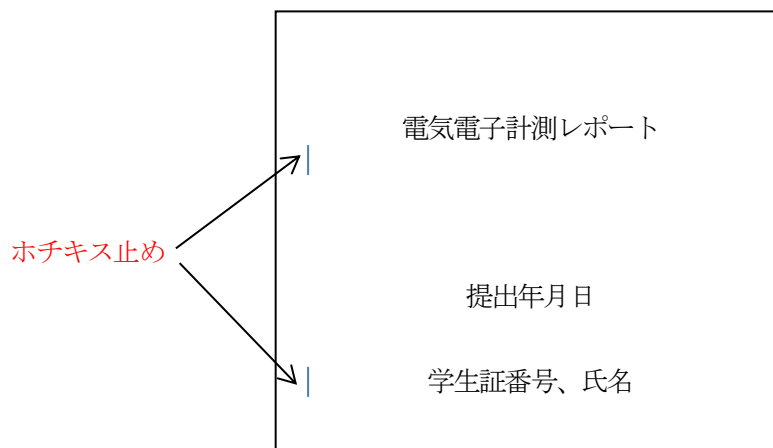 電気電子計測レポート
ホチキス止め
提出年月日
学生証番号、氏名